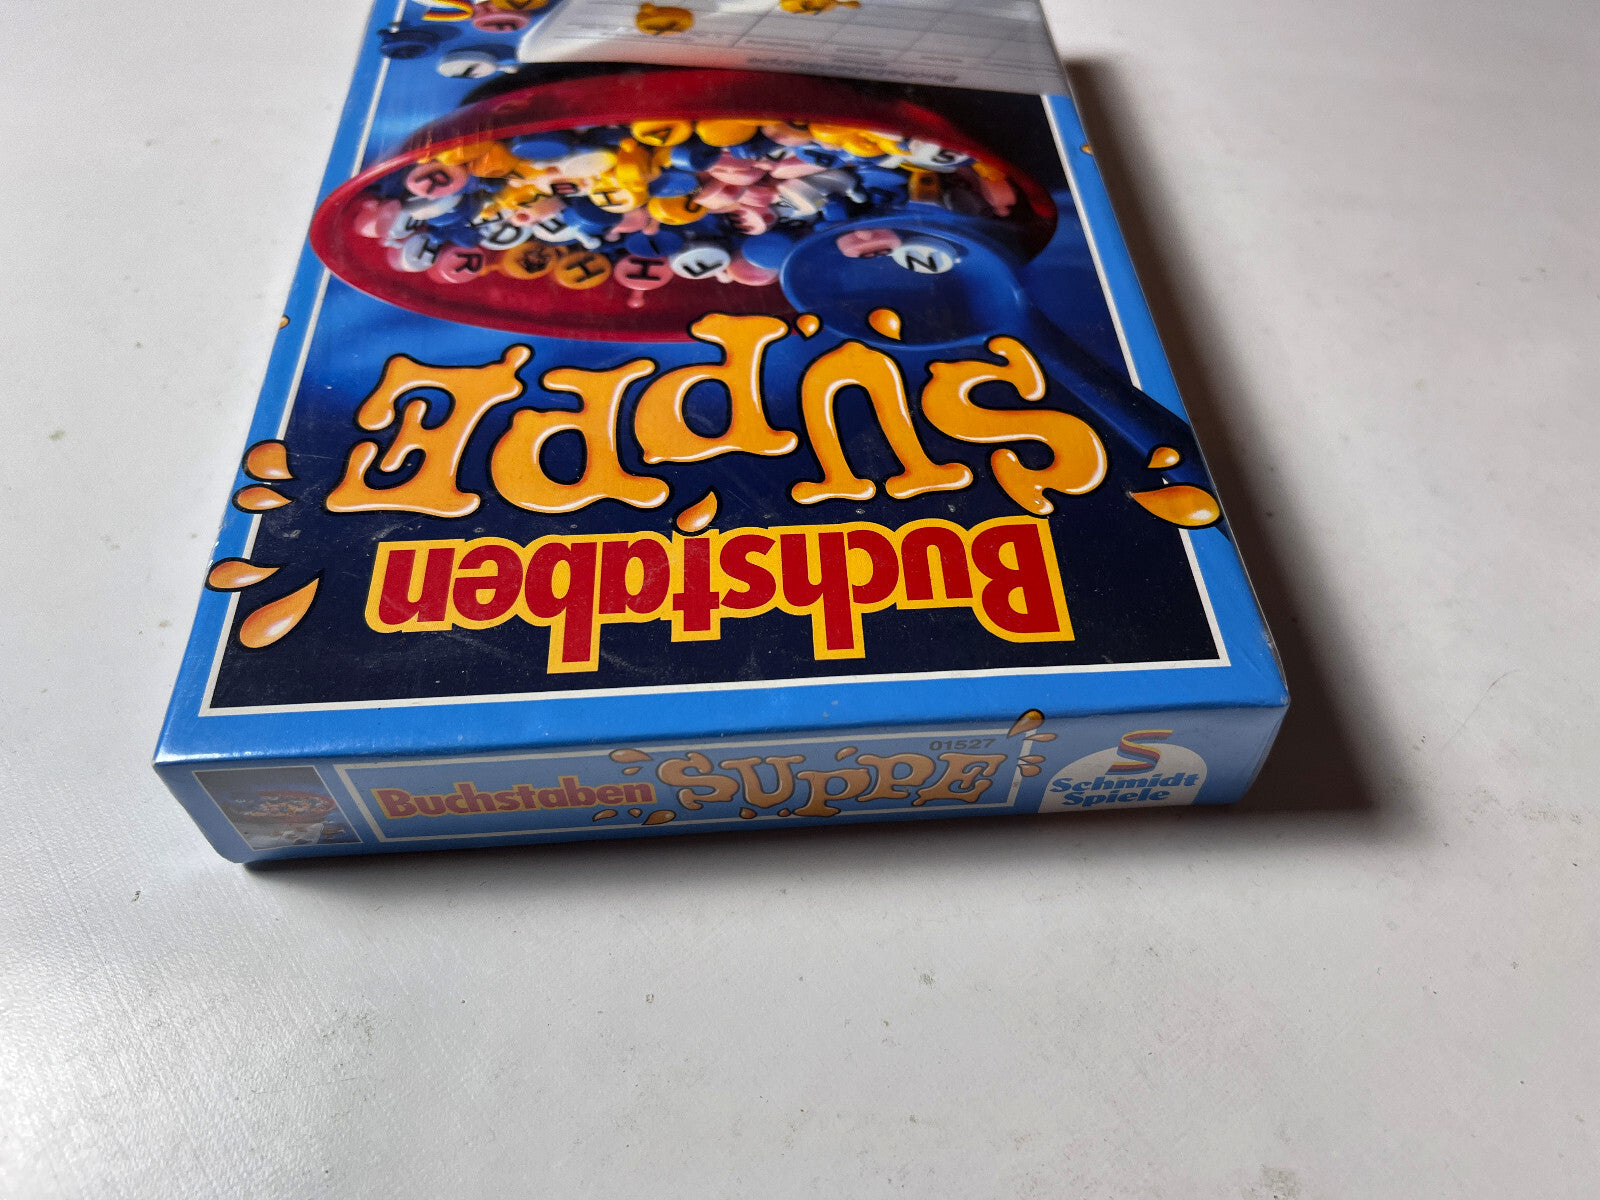 Buchstaben
SUPPE
Buchstaben SUPPE
01527
Schmidt
Spiele
R
H
R
H
H
F
N
B
S